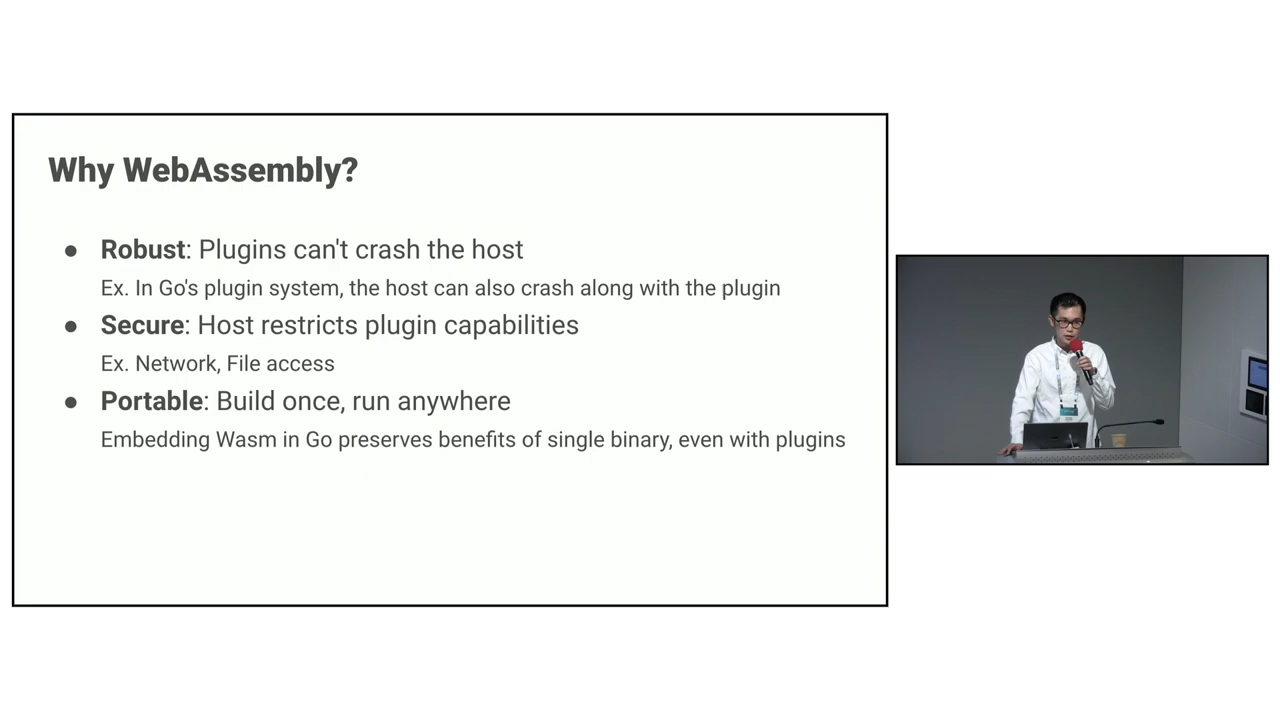 Why WebAssembly?
● Robust: Plugins can't crash the host
Ex. In Go's plugin system, the host can also crash along with the plugin
● Secure: Host restricts plugin capabilities
Ex. Network, File access
● Portable: Build once, run anywhere
Embedding Wasm in Go preserves benefits of single binary, even with plugins